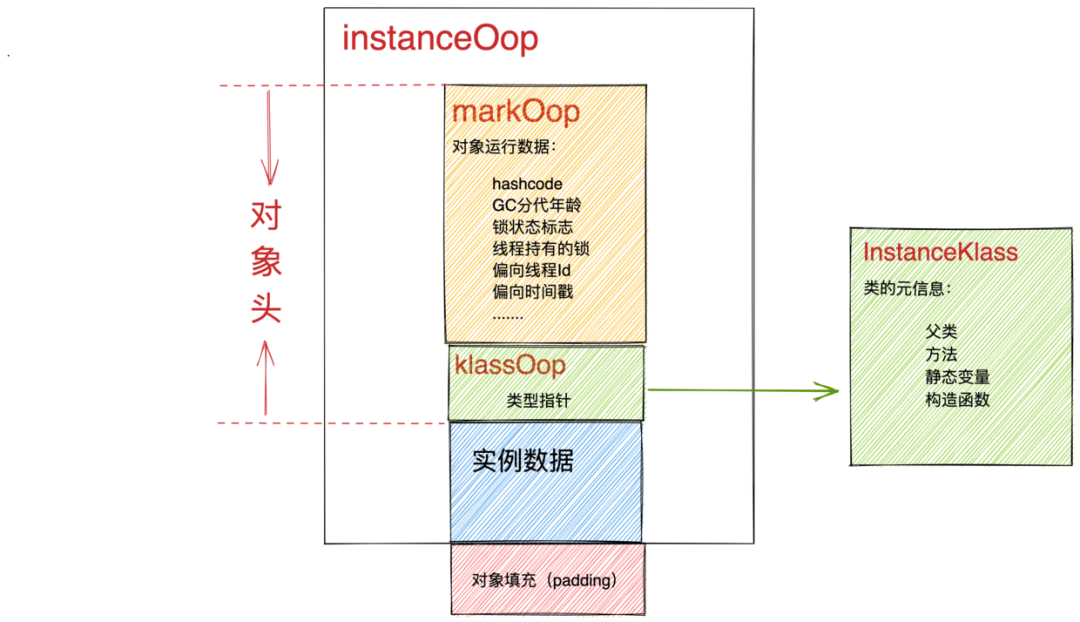 instanceOop
markOop
对象运行数据：
hashcode
GC分代年龄
锁状态标志
线程持有的锁
偏向线程Id
偏向时间戳
.......
对
象
头
klassOop
类型指针
实例数据
对象填充（padding）
InstanceKlass
类的元信息：
父类
方法
静态变量
构造函数